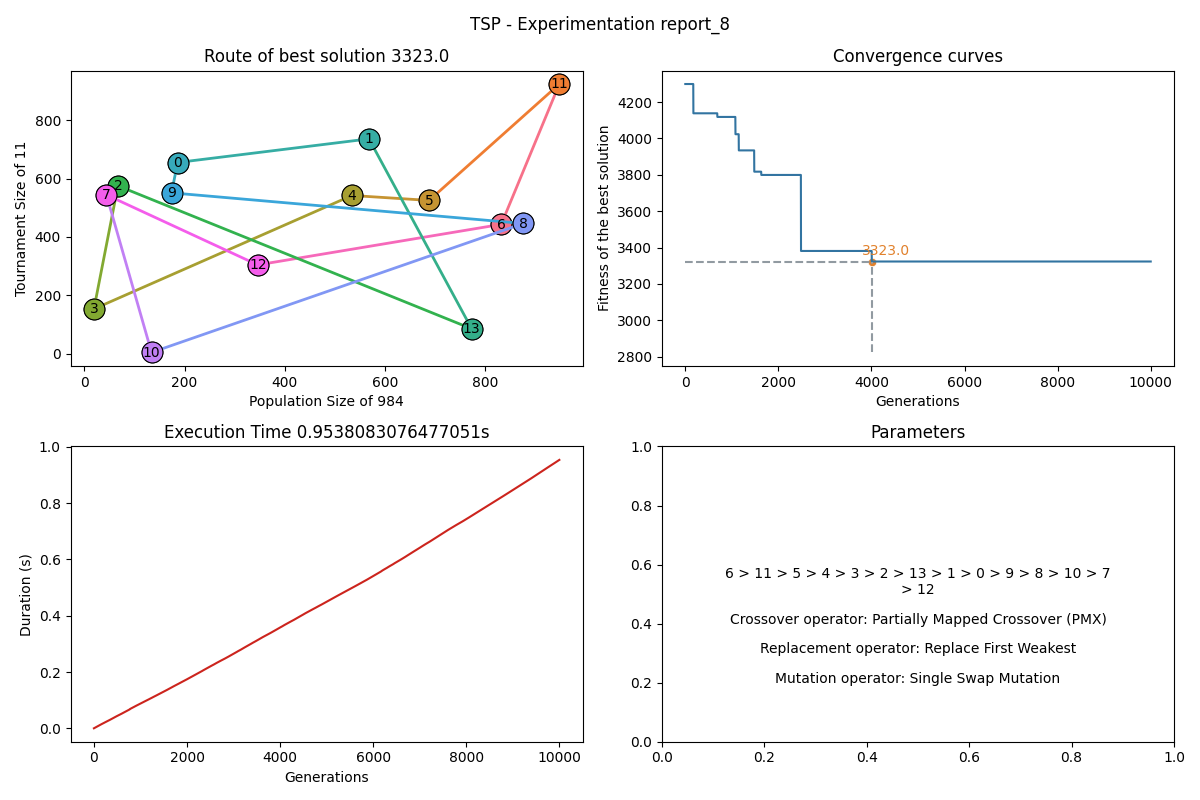 TSP - Experimentation report_8
Route of best solution 3323.0
Tournament Size of 11
800
600
400
200
0
11
1
0
2
7
9
4
5
6
8
12
3
13
10
0 200 400 600 800
Population Size of 984
Convergence curves
Fitness of the best solution
4200
4000
3800
3600
3400
3200
3000
2800
3323.0
0 2000 4000 6000 8000 10000
Generations
Execution Time 0.9538083076477051s
Duration (s)
1.0
0.8
0.6
0.4
0.2
0.0
0 2000 4000 6000 8000 10000
Generations
Parameters
1.0
0.8
0.6
0.4
0.2
0.0
6 > 11 > 5 > 4 > 3 > 2 > 13 > 1 > 0 > 9 > 8 > 10 > 7
> 12
Crossover operator: Partially Mapped Crossover (PMX)
Replacement operator: Replace First Weakest
Mutation operator: Single Swap Mutation
0.0 0.2 0.4 0.6 0.8 1.0